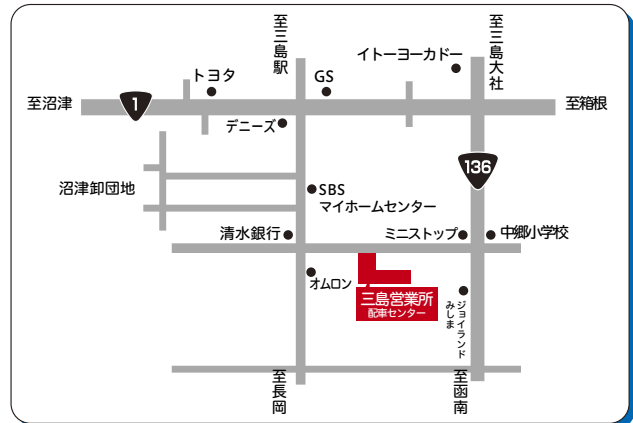 至三島駅
至三島大社
イトーヨーカドー
トヨタ
GS
至沼津
1
至箱根
デニーズ
136
沼津卸団地
SBS
マイホームセンター
清水銀行
ミニストップ
中郷小学校
オムロン
三島営業所
配車センター
ジョイランド
みしま
至長岡
至函南